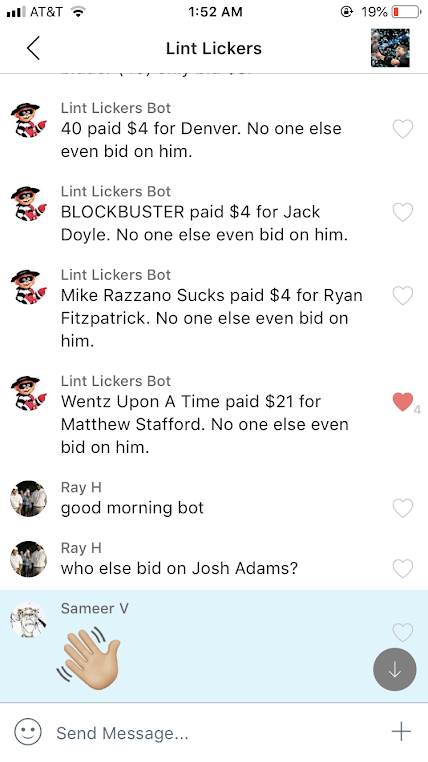 AT&T
1:52 AM
19%
Lint Lickers
Lint Lickers Bot
40 paid $4 for Denver. No one else
even bid on him.
Lint Lickers Bot
BLOCKBUSTER paid $4 for Jack
Doyle. No one else even bid on him.
Lint Lickers Bot
Mike Razzano Sucks paid $4 for Ryan
Fitzpatrick. No one else even bid on
him.
Lint Lickers Bot
Wentz Upon A Time paid $21 for
Matthew Stafford. No one else even
bid on him.
4
Ray H
good morning bot
Ray H
who else bid on Josh Adams?
Sameer V
Send Message...